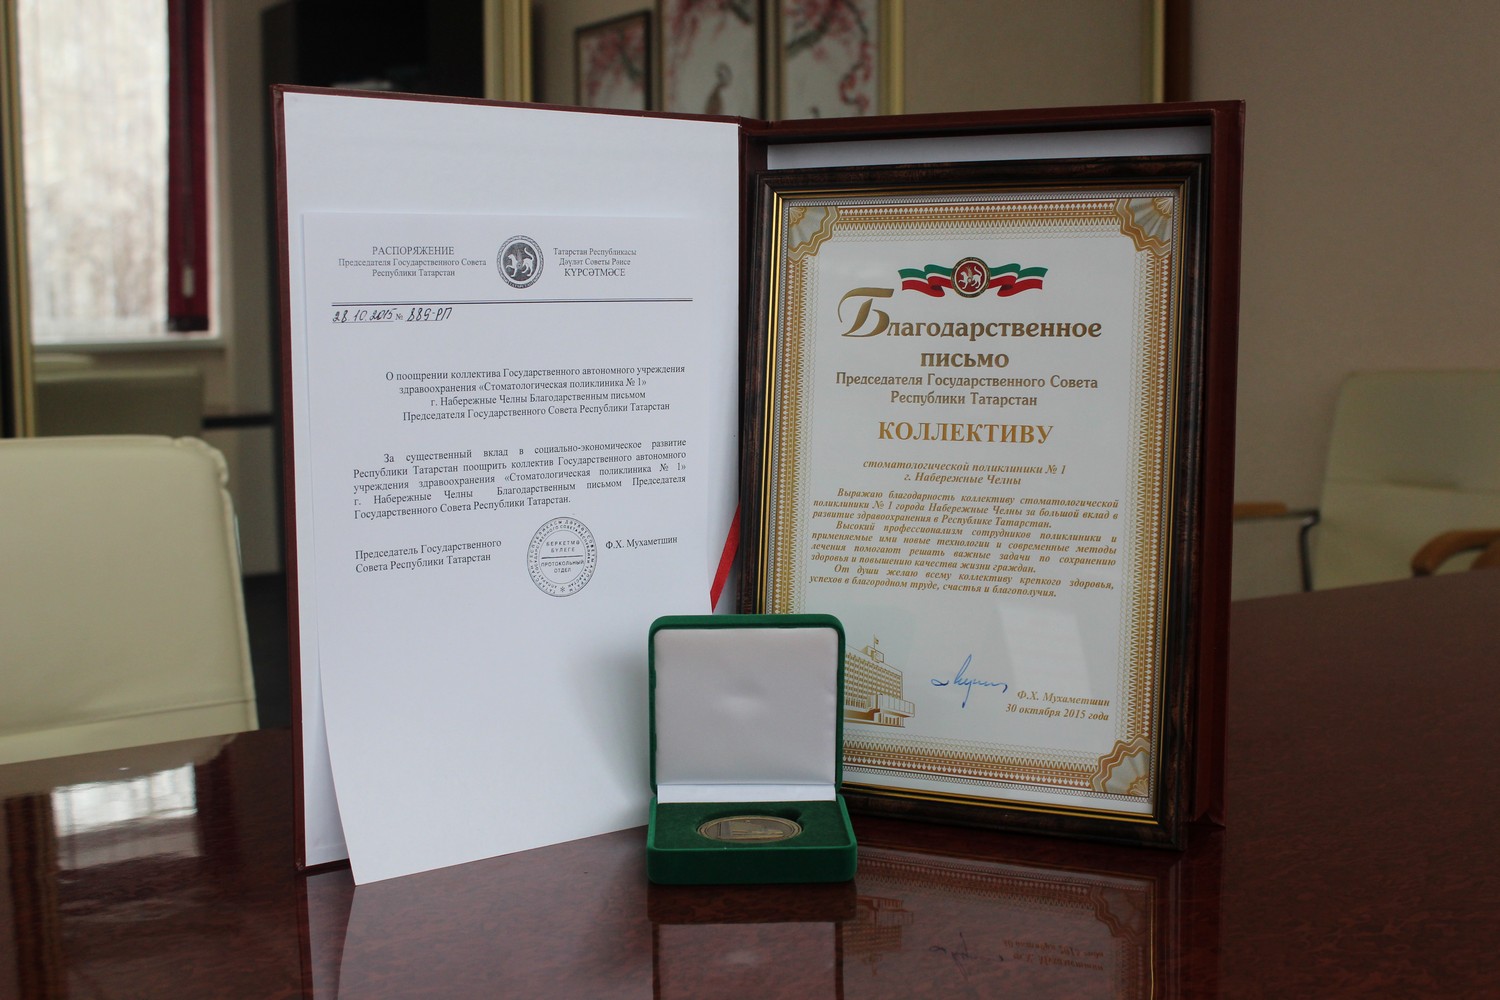 РАСПОРЯЖЕНИЕ
Председателя Государственного Совета
Республики Татарстан
Татарстан Республикасы
Дәүләт Советы Рәисе
КҮРСӘТМӘСЕ
28.10.2015 № 889-РП
О поощрении коллектива Государственного автономного учреждения
здравоохранения «Стоматологическая поликлиника № 1»
г. Набережные Челны Благодарственным письмом
Председателя Государственного Совета Республики Татарстан
За существенный вклад в социально-экономическое развитие
Республики Татарстан поощрить коллектив Государственного автономного
учреждения здравоохранения «Стоматологическая поликлиника № 1»
г. Набережные Челны Благодарственным письмом Председателя
Государственного Совета Республики Татарстан.
Председатель Государственного
Совета Республики Татарстан
БЕРКЕТМӘ
БҮЛЕГЕ
ПРОТОКОЛЬНЫЙ
ОТДЕЛ
Ф.Х. Мухаметшин
Благодарственное
письмо
Председателя Государственного Совета
Республики Татарстан
КОЛЛЕКТИВУ
стоматологической поликлиники № 1
г. Набережные Челны
Выражаю благодарность коллективу стоматологической
поликлиники № 1 города Набережные Челны за большой вклад в
развитие здравоохранения в Республике Татарстан.
Высокий профессионализм сотрудников поликлиники и
применяемые ими новые технологии и современные методы
лечения помогают решать важные задачи по сохранению
здоровья и повышению качества жизни граждан.
От души желаю всему коллективу крепкого здоровья,
успехов в благородном труде, счастья и благополучия.
Ф.Х. Мухаметшин
30 октября 2015 года